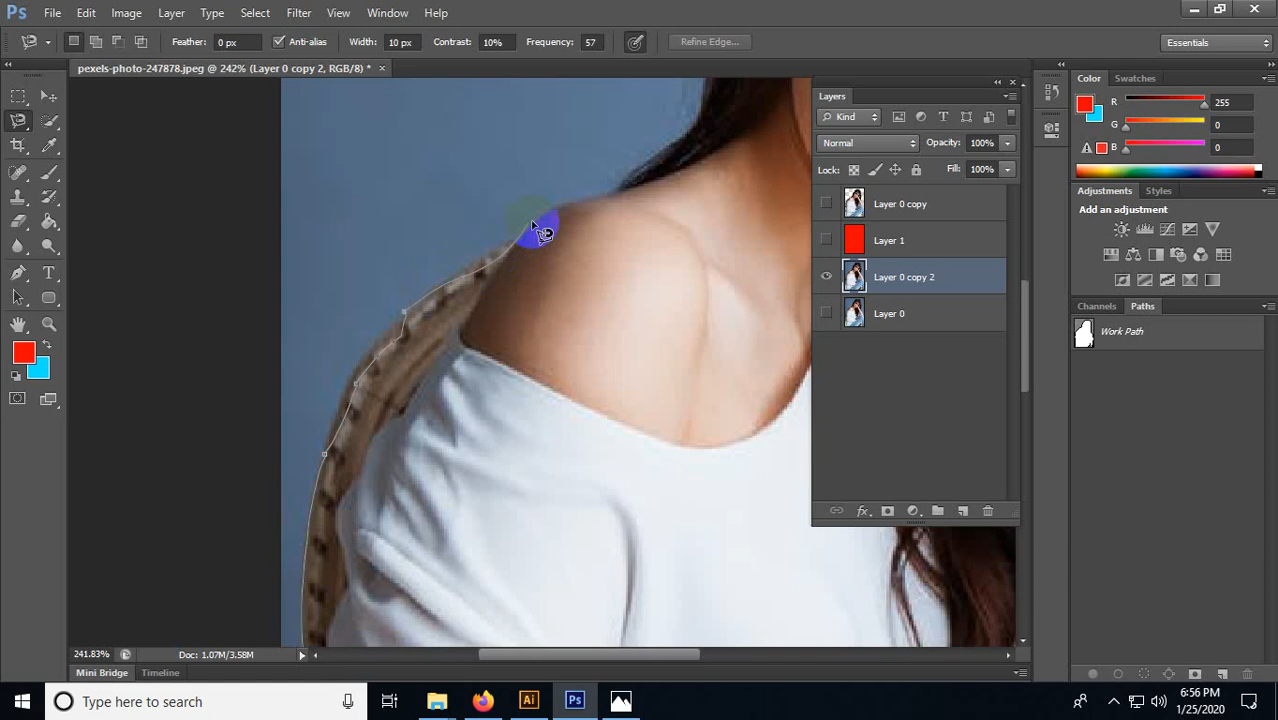 Ps File Edit Image Layer Type Select Filter View Window Help
Feather: 0 px Anti-alias Width: 10 px Contrast: 10% Frequency: 57 Refine Edge... Essentials
pexels-photo-247878.jpeg @ 242% (Layer 0 copy 2, RGB/8) * ×
Color Swatches
R 255
G 0
B 0
Layers
Kind
Normal Opacity: 100%
Lock: Fill: 100%
Layer 0 copy
Layer 1
Layer 0 copy 2
Layer 0
fx
Adjustments Styles
Add an adjustment
Channels Paths
Work Path
241.83% Doc: 1.07M/3.58M
Mini Bridge Timeline
Type here to search
Ai Ps
6:56 PM
1/25/2020